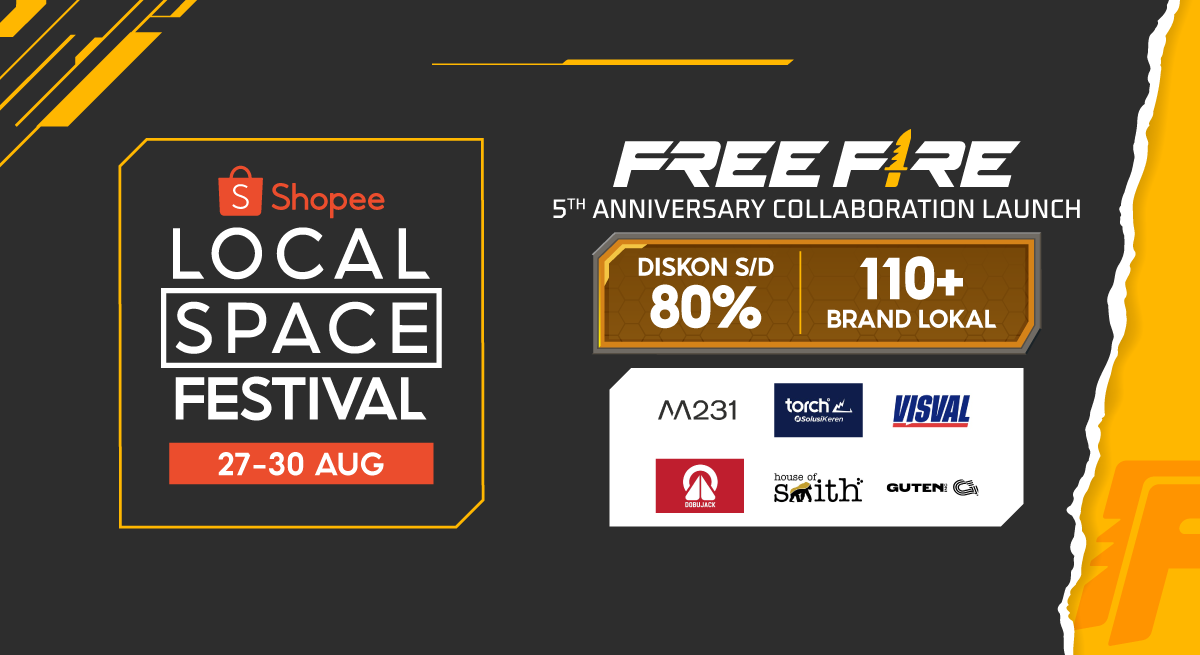 S Shopee
LOCAL
SPACE
FESTIVAL
27-30 AUG
FREE FIRE
5TH ANNIVERSARY COLLABORATION LAUNCH
DISKON S/D
80%
110+
BRAND LOKAL
M231
torch
#SolusiKeren
VISVAL
DOBUJACK
house of
smith
GUTEN INC